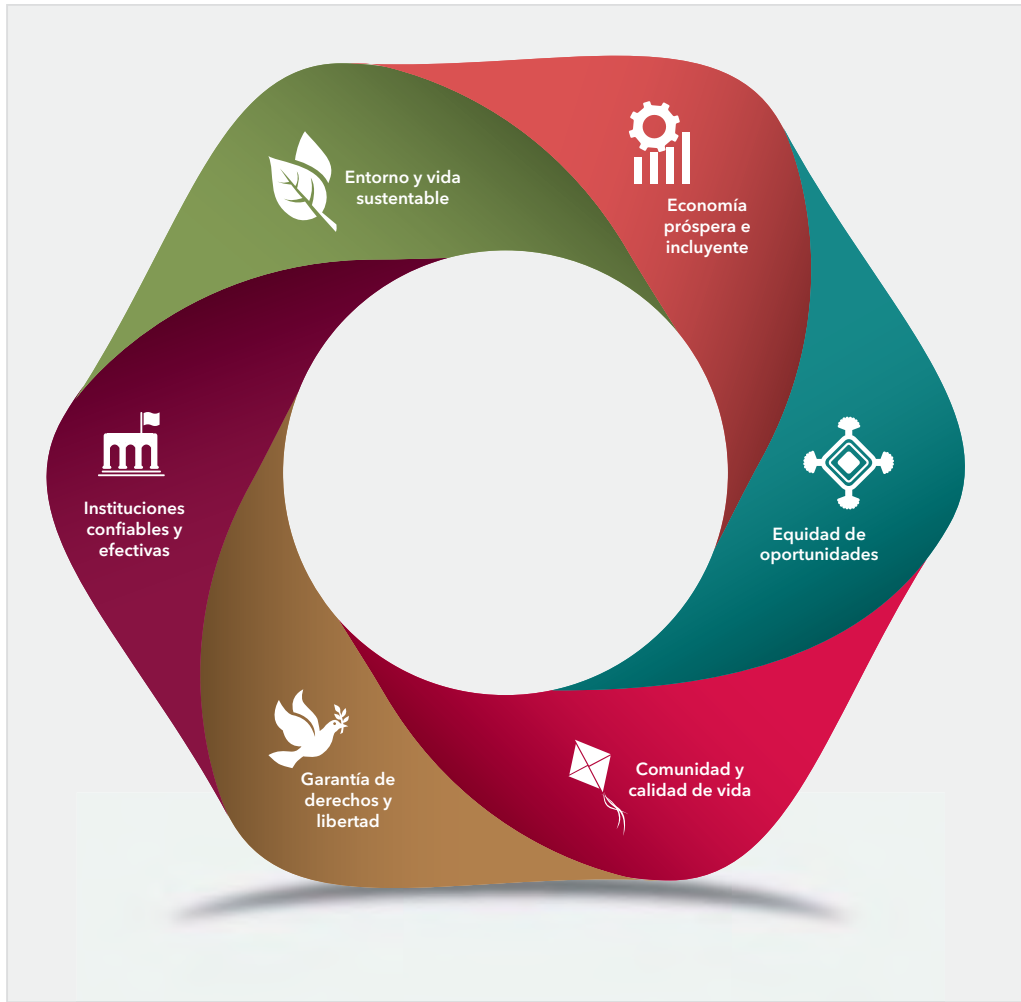 Entorno y vida
sustentable
Economía
próspera e
incluyente
Equidad de
oportunidades
Comunidad y
calidad de vida
Garantía de
derechos y
libertad
Instituciones
confiables y
efectivas